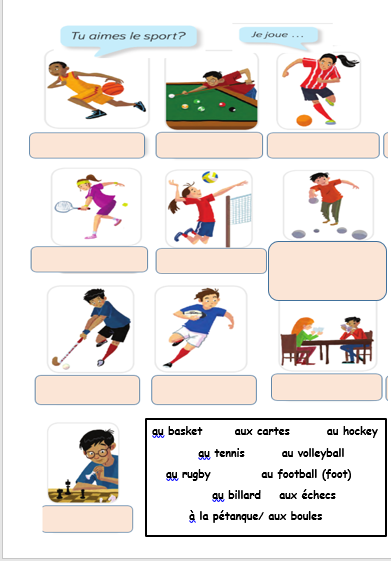 Tu aimes le sport?
Je joue ...
au basket aux cartes au hockey
au tennis au volleyball
au rugby au football (foot)
au billard aux échecs
à la pétanque/ aux boules